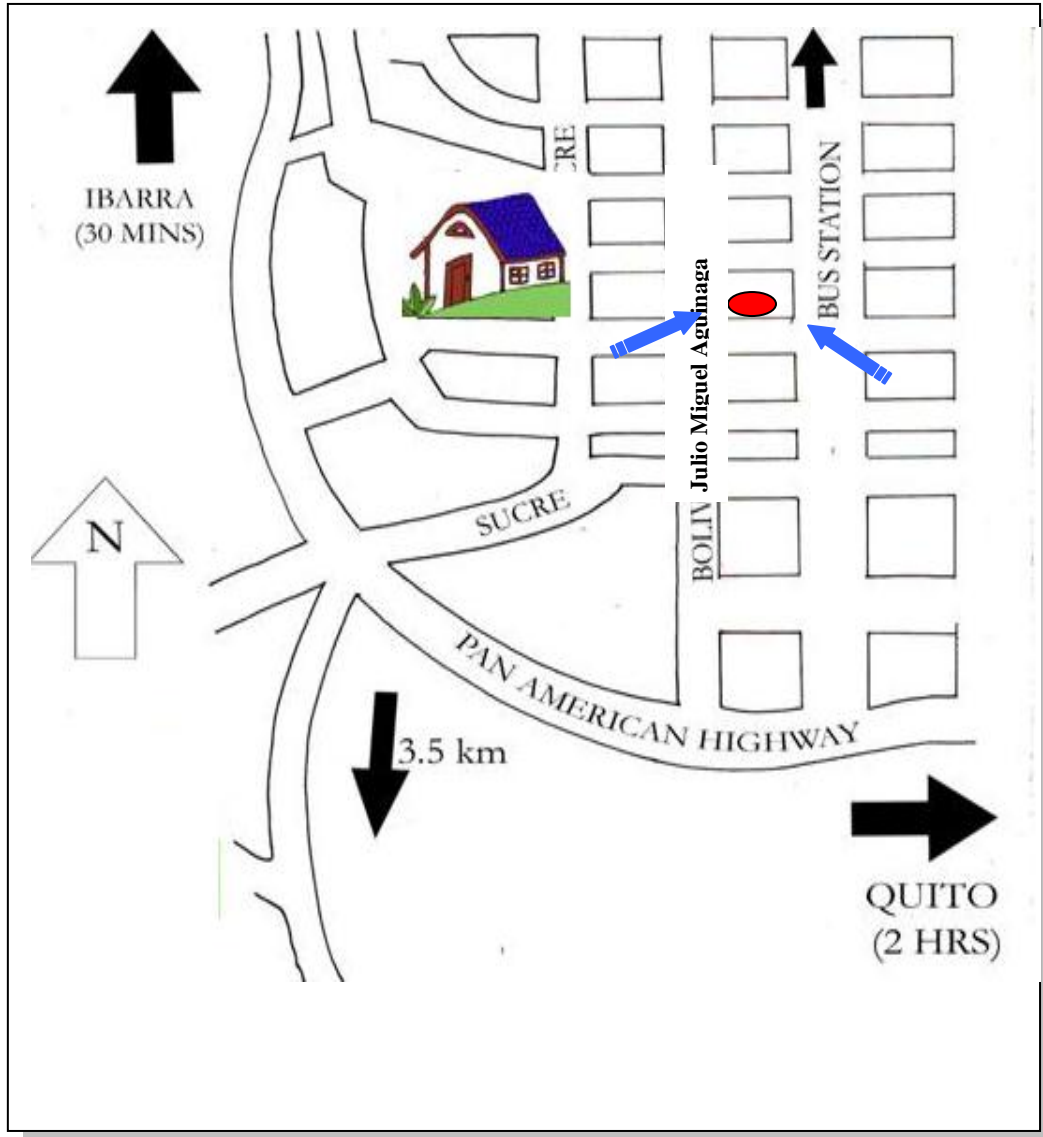 CRE
IBARRA
(30 MINS)
BUS STATION
Julio Miguel Aguinaga
N
SUCRE
BOLIV
PAN AMERICAN HIGHWAY
3.5 km
QUITO
(2 HRS)